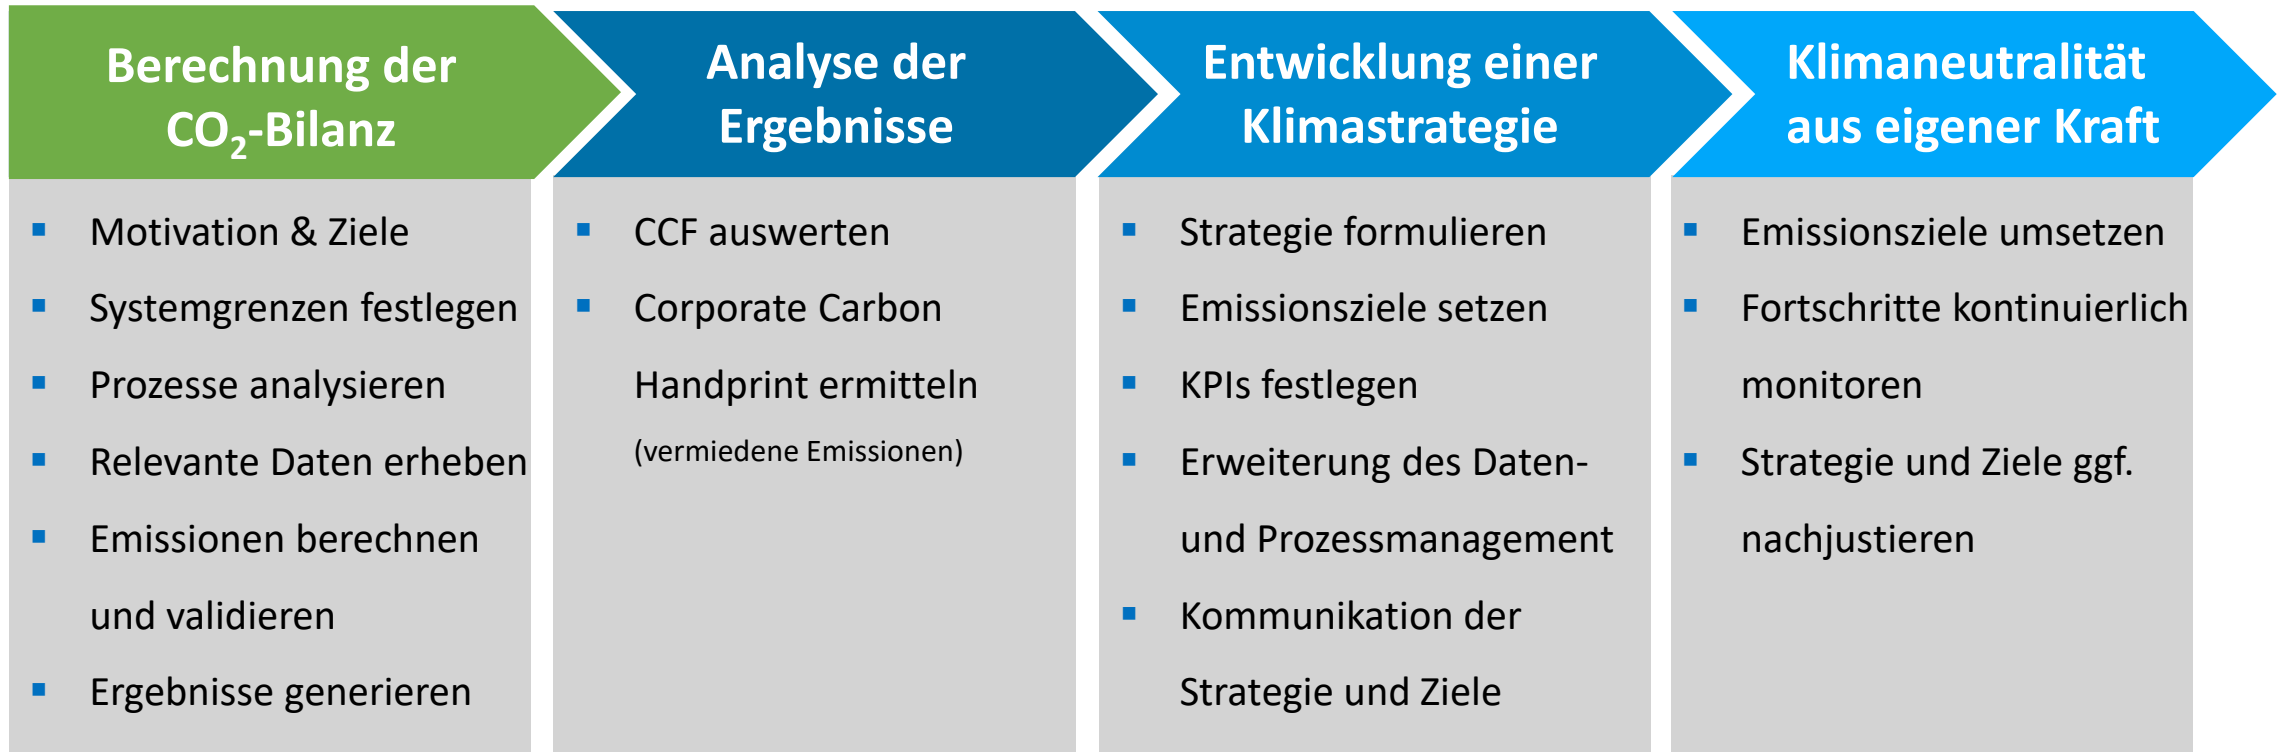 Berechnung der
CO₂-Bilanz
Motivation & Ziele
Systemgrenzen festlegen
Prozesse analysieren
Relevante Daten erheben
Emissionen berechnen
und validieren
Ergebnisse generieren
Analyse der
Ergebnisse
CCF auswerten
Corporate Carbon
Handprint ermitteln
(vermiedene Emissionen)
Entwicklung einer
Klimastrategie
Strategie formulieren
Emissionsziele setzen
KPIs festlegen
Erweiterung des Daten-
und Prozessmanagement
Kommunikation der
Strategie und Ziele
Klimaneutralität
aus eigener Kraft
Emissionsziele umsetzen
Fortschritte kontinuierlich
monitoren
Strategie und Ziele ggf.
nachjustieren